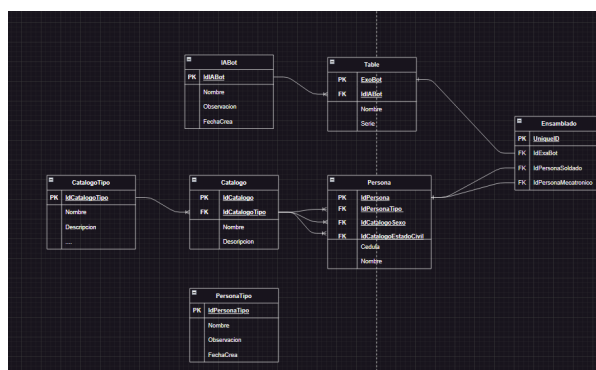 IABot
PK IdIABot
Nombre
Observacion
FechaCrea
Table
PK ExoBot
FK IdIABot
Nombre
Serie
Ensamblado
PK UniqueID
FK IdExaBot
FK IdPersonaSoldado
FK IdPersonaMecatronico
CatalogoTipo
PK IdCatalogoTipo
Nombre
Descripcion
....
Catalogo
PK IdCatalogo
FK IdCatalogoTipo
Nombre
Descripcion
Persona
PK IdPersona
FK IdPersonaTipo
FK IdCatalogoSexo
FK IdCatalogoEstadoCivil
Cedula
Nombre
PersonaTipo
PK IdPersonaTipo
Nombre
Observacion
FechaCrea